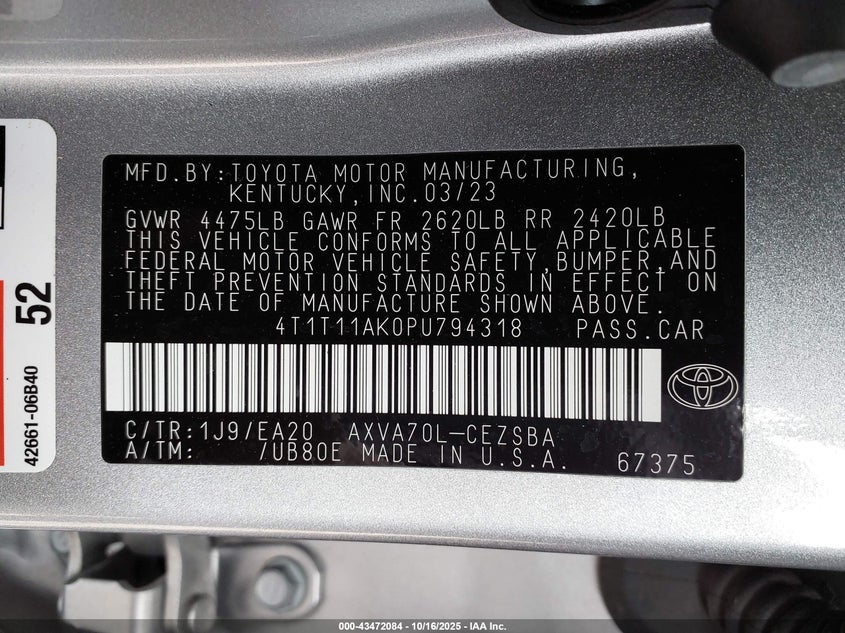 MFD.BY:TOYOTA MOTOR MANUFACTURING,
KENTUCKY,INC.03/23
GVWR 4475LB GAWR FR 2620LB RR 2420LB
THIS VEHICLE CONFORMS TO ALL APPLICABLE
FEDERAL MOTOR VEHICLE SAFETY,BUMPER,AND
THEFT PREVENTION STANDARDS IN EFFECT ON
THE DATE OF MANUFACTURE SHOWN ABOVE.
4T1T11AK0PU794318 PASS.CAR
C/TR:1J9/EA20 AXVA70L-CEZSBA
A/TM: /UB80E MADE IN U.S.A. 67375
52
42661-06B40
000-43472084 - 10/16/2025 - IAA Inc.